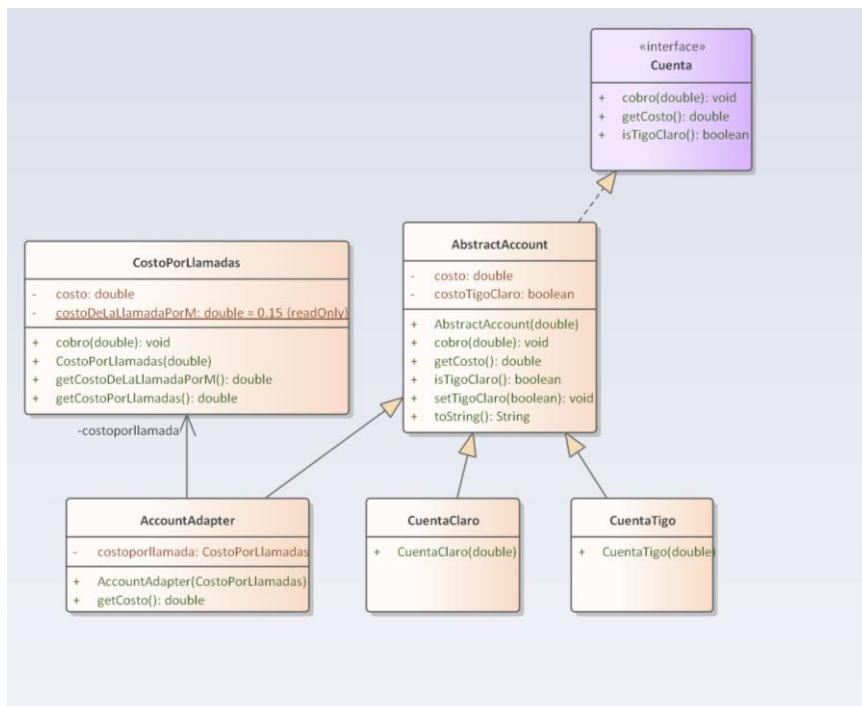 «interface»
Cuenta
+ cobro(double): void
+ getCosto(): double
+ isTigoClaro(): boolean
AbstractAccount
- costo: double
- costoTigoClaro: boolean
+ AbstractAccount(double)
+ cobro(double): void
+ getCosto(): double
+ isTigoClaro(): boolean
+ setTigoClaro(boolean): void
+ toString(): String
CostoPorLlamadas
- costo: double
- costoDeLaLlamadaPorM: double = 0.15 {readOnly}
+ cobro(double): void
+ CostoPorLlamadas(double)
+ getCostoDeLaLlamadaPorM(): double
+ getCostoPorLlamadas(): double
-costoporllamada
AccountAdapter
- costoporllamada: CostoPorLlamadas
+ AccountAdapter(CostoPorLlamadas)
+ getCosto(): double
CuentaClaro
+ CuentaClaro(double)
CuentaTigo
+ CuentaTigo(double)